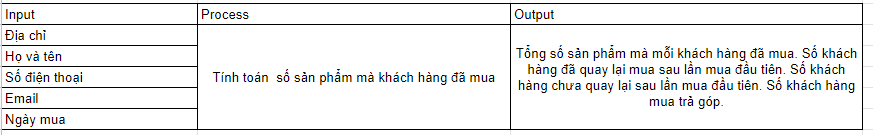 Input Process Output
Địa chỉ
Họ và tên
Số điện thoại
Email
Ngày mua
Tính toán số sản phẩm mà khách hàng đã mua
Tổng số sản phẩm mà mỗi khách hàng đã mua. Số khách
hàng đã quay lại mua sau lần mua đầu tiên. Số khách
hàng chưa quay lại sau lần mua đầu tiên. Số khách hàng
mua trả góp.